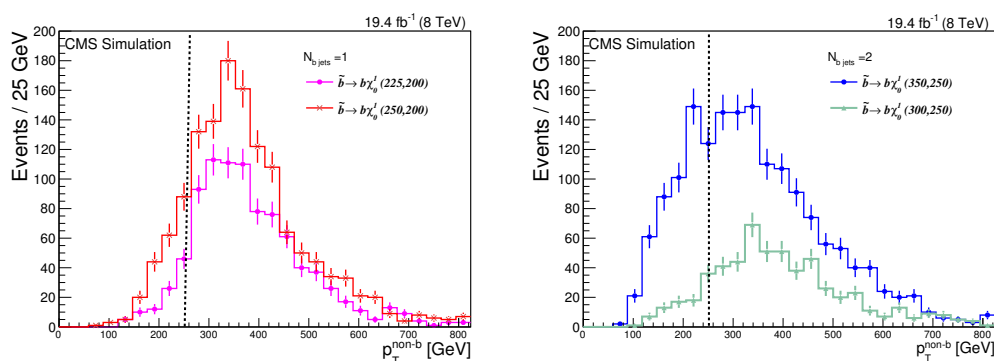 19.4 fb⁻¹ (8 TeV)
CMS Simulation
N_b jets =1
b̃→ bχ₀¹ (225,200)
b̃→ bχ₀¹ (250,200)
Events / 25 GeV
200
180
160
140
120
100
80
60
40
20
0
0 100 200 300 400 500 600 700 800
p_T^non-b [GeV]
19.4 fb⁻¹ (8 TeV)
CMS Simulation
N_b jets =2
b̃→ bχ₀¹ (350,250)
b̃→ bχ₀¹ (300,250)
Events / 25 GeV
200
180
160
140
120
100
80
60
40
20
0
0 100 200 300 400 500 600 700 800
p_T^non-b [GeV]